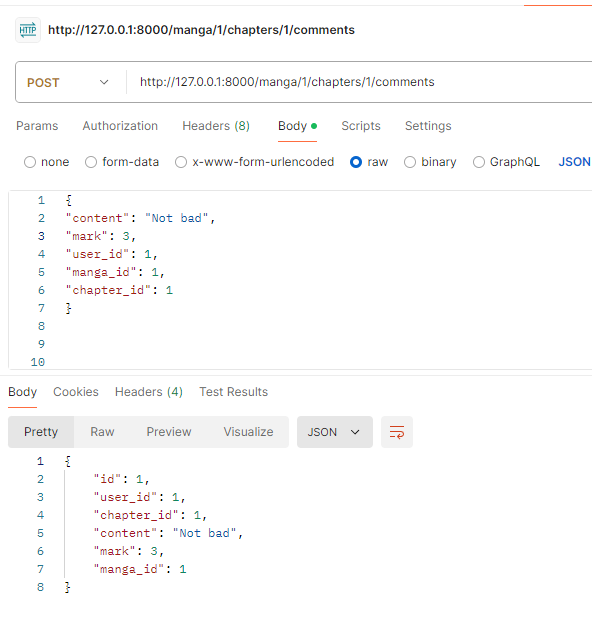 HTTP http://127.0.0.1:8000/manga/1/chapters/1/comments
POST http://127.0.0.1:8000/manga/1/chapters/1/comments
Params Authorization Headers (8) Body Scripts Settings
none form-data x-www-form-urlencoded raw binary GraphQL JSON
1 {
2 "content": "Not bad",
3 "mark": 3,
4 "user_id": 1,
5 "manga_id": 1,
6 "chapter_id": 1
7 }
8
9
10
Body Cookies Headers (4) Test Results
Pretty Raw Preview Visualize JSON
1 {
2 "id": 1,
3 "user_id": 1,
4 "chapter_id": 1,
5 "content": "Not bad",
6 "mark": 3,
7 "manga_id": 1
8 }